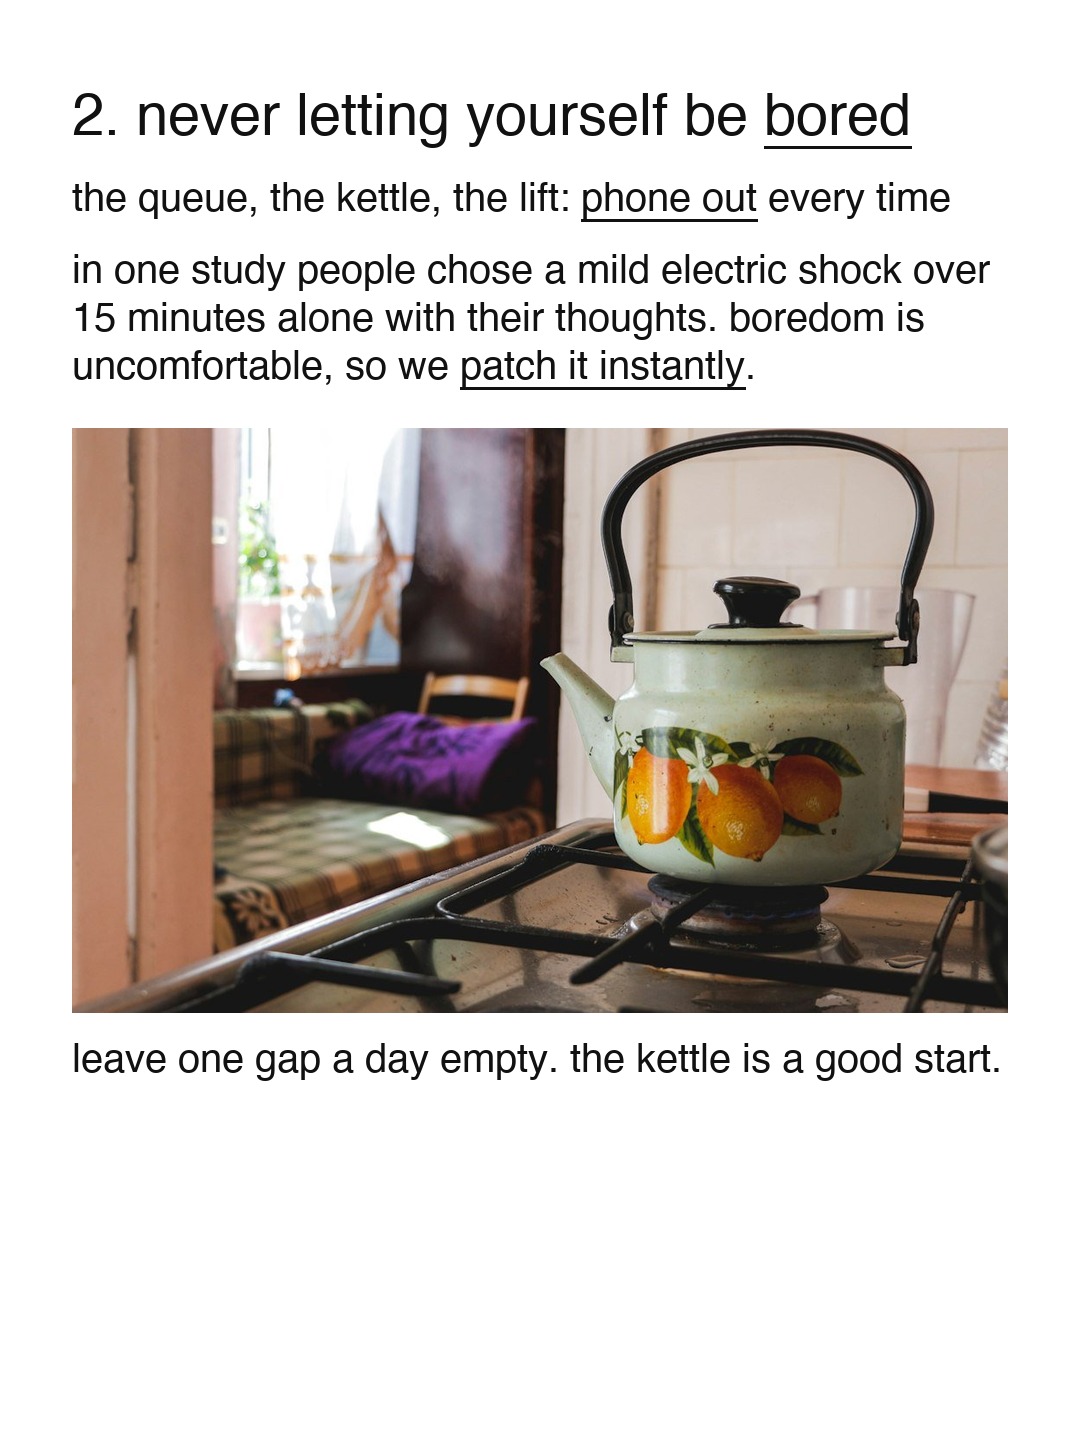 2. never letting yourself be bored
the queue, the kettle, the lift: phone out every time
in one study people chose a mild electric shock over
15 minutes alone with their thoughts. boredom is
uncomfortable, so we patch it instantly.
leave one gap a day empty. the kettle is a good start.